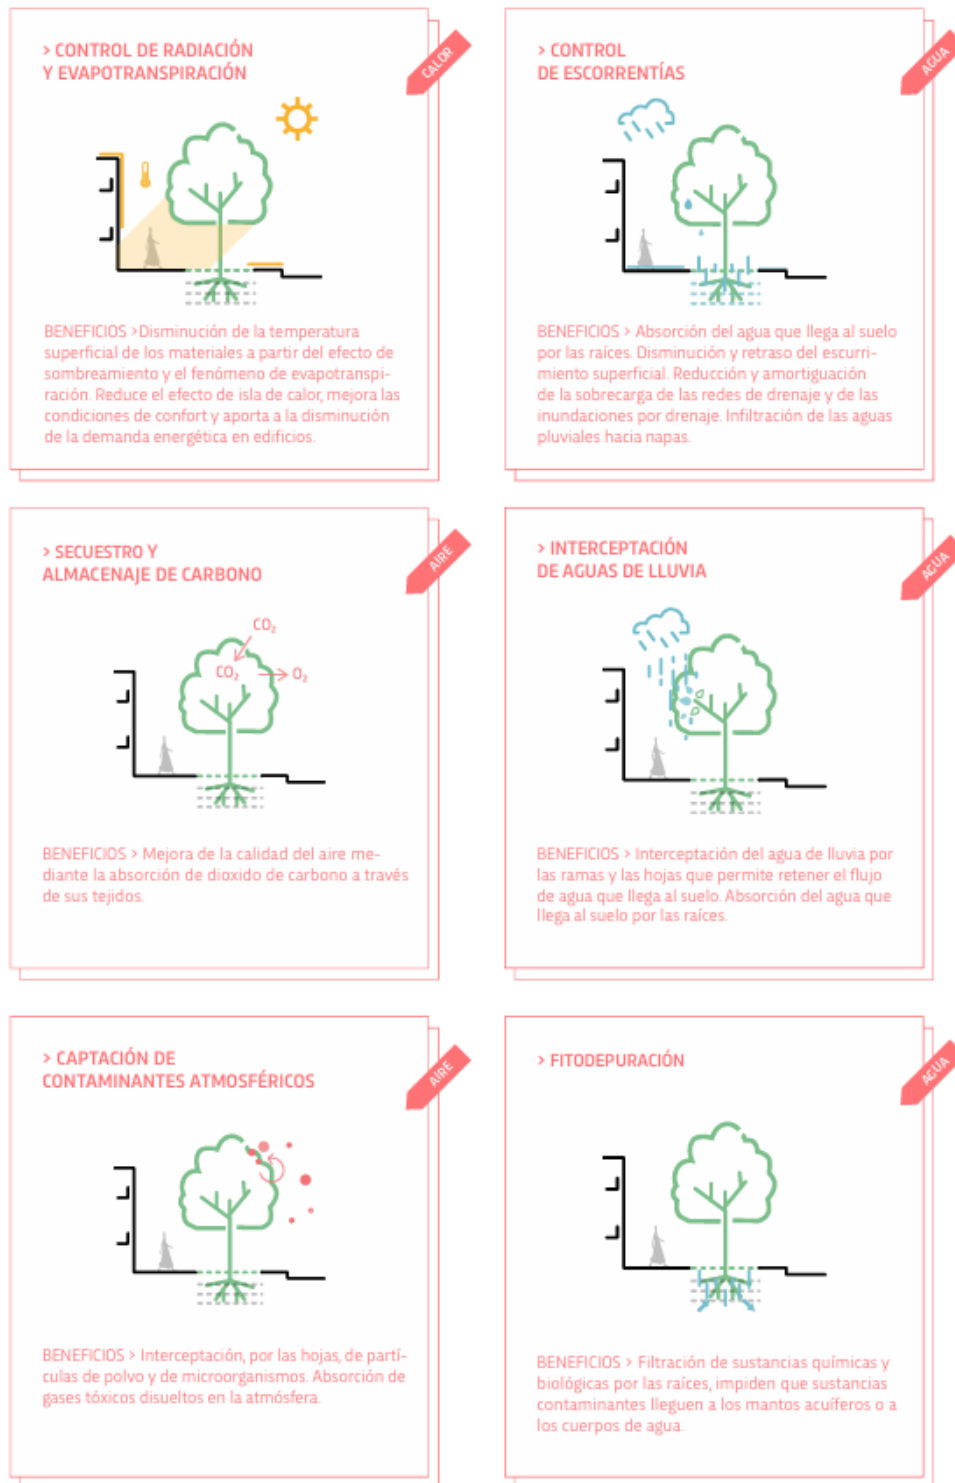 > CONTROL DE RADIACIÓN
Y EVAPOTRANSPIRACIÓN
CALOR
BENEFICIOS >Disminución de la temperatura
superficial de los materiales a partir del efecto de
sombreamiento y el fenómeno de evapotranspi-
ración. Reduce el efecto de isla de calor, mejora las
condiciones de confort y aporta a la disminución
de la demanda energética en edificios.
> CONTROL
DE ESCORRENTÍAS
AGUA
BENEFICIOS > Absorción del agua que llega al suelo
por las raíces. Disminución y retraso del escurri-
miento superficial. Reducción y amortiguación
de la sobrecarga de las redes de drenaje y de las
inundaciones por drenaje. Infiltración de las aguas
pluviales hacia napas.
> SECUESTRO Y
ALMACENAJE DE CARBONO
AIRE
CO₂
CO₂
O₂
BENEFICIOS > Mejora de la calidad del aire me-
diante la absorción de dioxido de carbono a través
de sus tejidos.
> INTERCEPTACIÓN
DE AGUAS DE LLUVIA
AGUA
BENEFICIOS > Interceptación del agua de lluvia por
las ramas y las hojas que permite retener el flujo
de agua que llega al suelo. Absorción del agua que
llega al suelo por las raíces.
> CAPTACIÓN DE
CONTAMINANTES ATMOSFÉRICOS
AIRE
BENEFICIOS > Interceptación, por las hojas, de partí-
culas de polvo y de microorganismos. Absorción de
gases tóxicos disueltos en la atmósfera.
> FITODEPURACIÓN
AGUA
BENEFICIOS > Filtración de sustancias químicas y
biológicas por las raíces, impiden que sustancias
contaminantes lleguen a los mantos acuíferos o a
los cuerpos de agua.